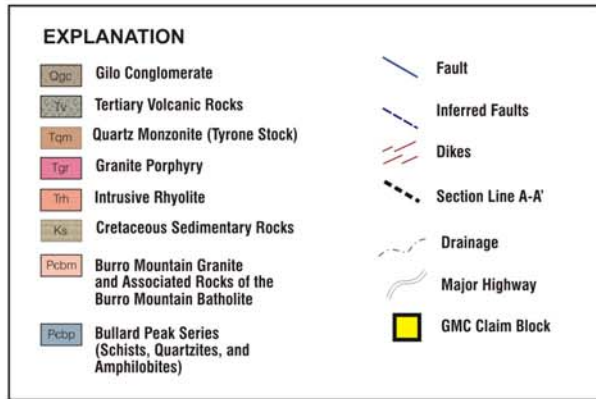 EXPLANATION
Qgc Gilo Conglomerate
Tv Tertiary Volcanic Rocks
Tqm Quartz Monzonite (Tyrone Stock)
Tgr Granite Porphyry
Trh Intrusive Rhyolite
Ks Cretaceous Sedimentary Rocks
Pcbm Burro Mountain Granite
and Associated Rocks of the
Burro Mountain Batholite
Pcbp Bullard Peak Series
(Schists, Quartzites, and
Amphilobites)
Fault
Inferred Faults
Dikes
Section Line A-A'
Drainage
Major Highway
GMC Claim Block